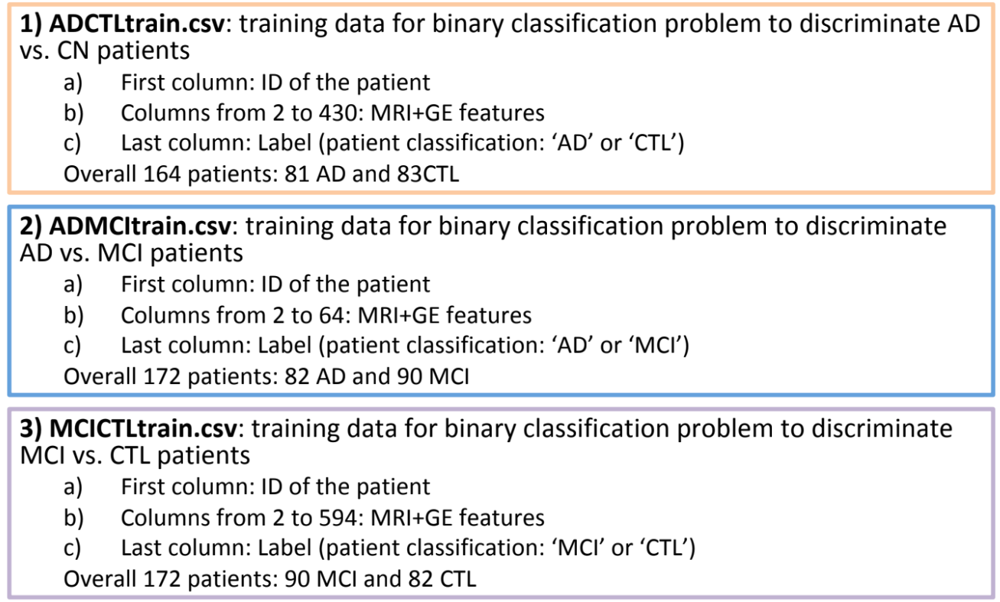 1) ADCTLtrain.csv: training data for binary classification problem to discriminate AD
vs. CN patients
a) First column: ID of the patient
b) Columns from 2 to 430: MRI+GE features
c) Last column: Label (patient classification: ‘AD’ or ‘CTL’)
Overall 164 patients: 81 AD and 83CTL
2) ADMCItrain.csv: training data for binary classification problem to discriminate
AD vs. MCI patients
a) First column: ID of the patient
b) Columns from 2 to 64: MRI+GE features
c) Last column: Label (patient classification: ‘AD’ or ‘MCI’)
Overall 172 patients: 82 AD and 90 MCI
3) MCICTLtrain.csv: training data for binary classification problem to discriminate
MCI vs. CTL patients
a) First column: ID of the patient
b) Columns from 2 to 594: MRI+GE features
c) Last column: Label (patient classification: ‘MCI’ or ‘CTL’)
Overall 172 patients: 90 MCI and 82 CTL